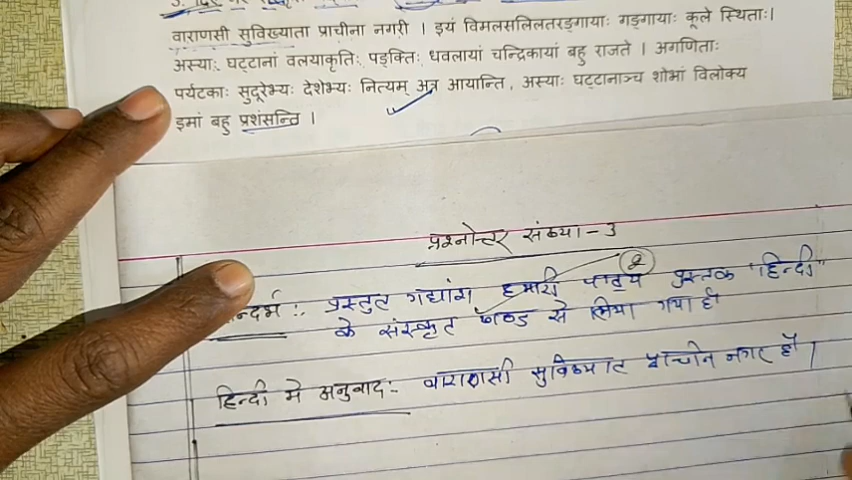 वाराणसी सुविख्याता प्राचीना नगरी । इयं विमलसलिलतरङ्गायाः गङ्गायाः कूले स्थिताः।
अस्याः घट्टानां वलयाकृतिः पङ्क्तिः धवलायां चन्द्रिकायां बहु राजते । अगणिताः
पर्यटकाः सुदूरेभ्यः देशेभ्यः नित्यम् अत्र आयान्ति, अस्याः घट्टानाञ्च शोभां विलोक्य
इमां बहु प्रशंसन्ति ।
प्रश्नोत्तर संख्या - 3
2
न्दर्भ :. प्रस्तुत गद्यांश हमारी पाठ्य पुस्तक "हिन्दी"
के संस्कृत खण्ड से लिया गया है
हिन्दी मे अनुवाद:- वाराणसी सुविख्यात प्राचीन नगर है ।